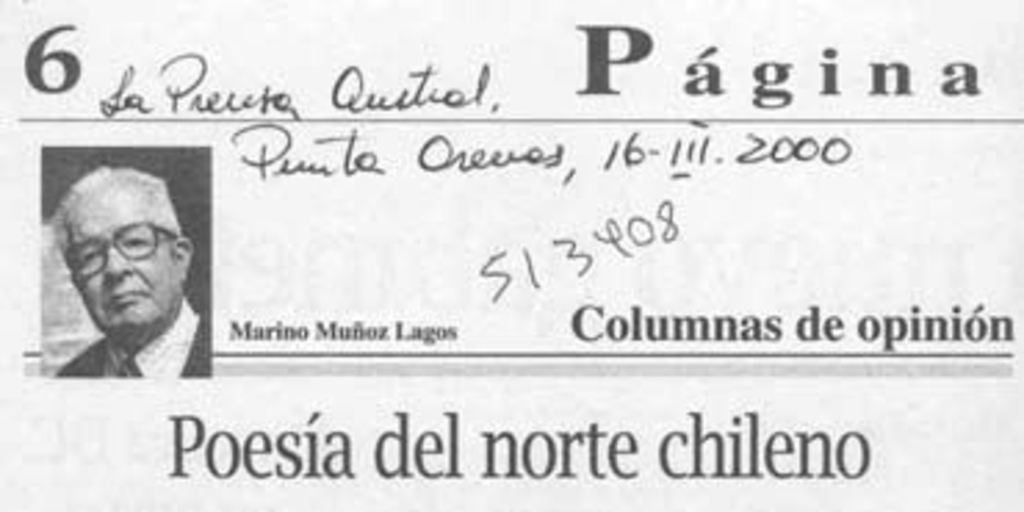 6 Página
La Prensa Austral.
Punta Arenas, 16-III. 2000
513408
Marino Muñoz Lagos
Columnas de opinión
Poesía del norte chileno